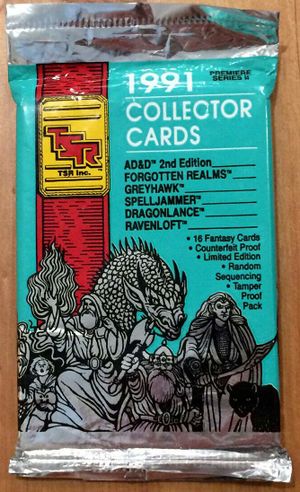 1991
PREMIERE
SERIES II
COLLECTOR
CARDS
TSR
TSR Inc.
AD&D™ 2nd Edition
FORGOTTEN REALMS™
GREYHAWK™
SPELLJAMMER™
DRAGONLANCE™
RAVENLOFT™
• 16 Fantasy Cards
• Counterfeit Proof
• Limited Edition
• Random
Sequencing
• Tamper
Proof
Pack